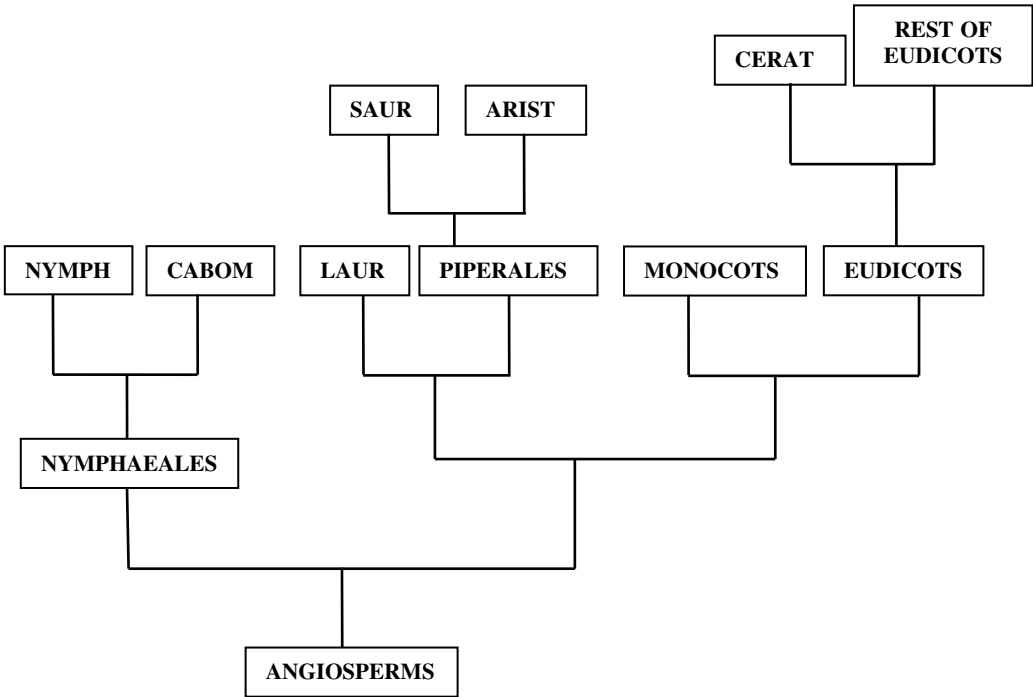 REST OF
EUDICOTS
CERAT
SAUR
ARIST
NYMPH
CABOM
LAUR
PIPERALES
MONOCOTS
EUDICOTS
NYMPHAEALES
ANGIOSPERMS